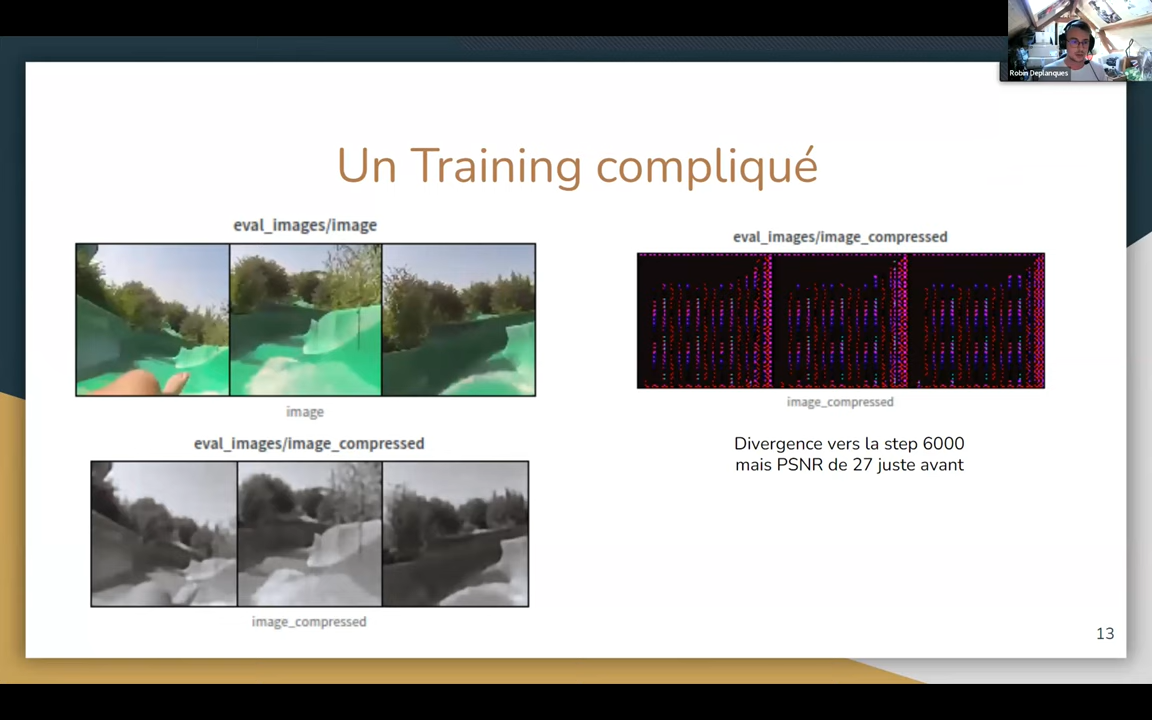 Robin Deplanques
Un Training compliqué
eval_images/image
image
eval_images/image_compressed
image_compressed
eval_images/image_compressed
image_compressed
Divergence vers la step 6000
mais PSNR de 27 juste avant
13